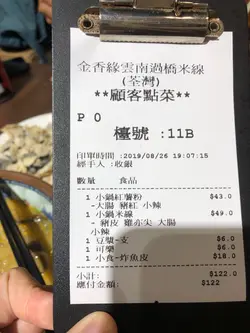 金香緣雲南過橋米線
(荃灣)
**顧客點菜**
P 0
檯號 :11B
印單時間 :2019/08/26 19:07:15
經手人 :收銀
數量 食品
1 小鍋紅薯粉 $43.0
-大腸 豬紅 小辣
1 小鍋米線 $49.0
- 豬皮 羅亦尖 大腸
小辣
1 豆漿-支 $6.0
1 可樂 $6.0
1 小食-炸魚皮 $18.0
小計: $122.0
應付金額: $122